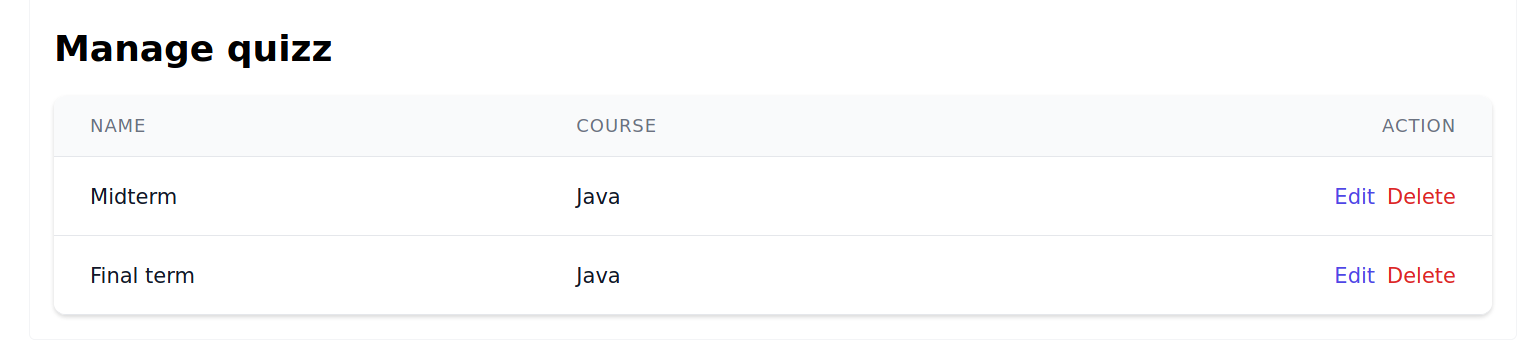 Manage quizz
NAME COURSE ACTION
Midterm Java Edit Delete
Final term Java Edit Delete